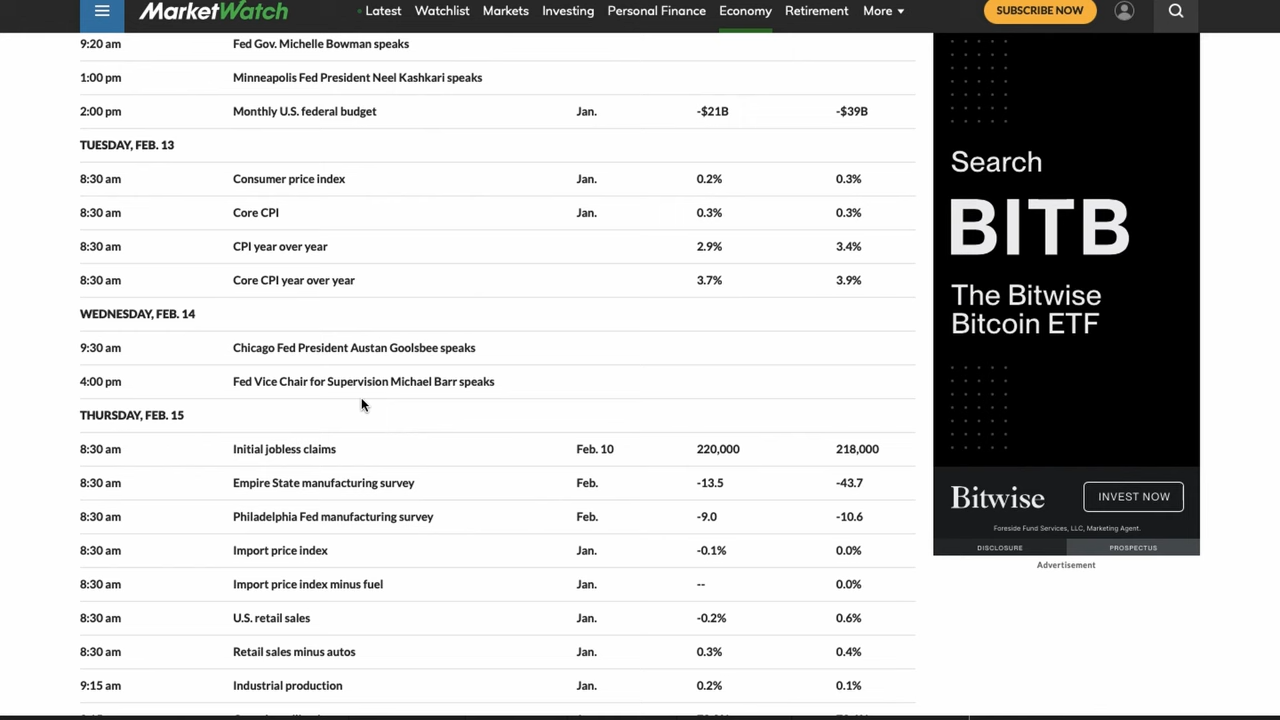 MarketWatch Latest Watchlist Markets Investing Personal Finance Economy Retirement More SUBSCRIBE NOW
9:20 am Fed Gov. Michelle Bowman speaks
1:00 pm Minneapolis Fed President Neel Kashkari speaks
2:00 pm Monthly U.S. federal budget Jan. -$21B -$39B
TUESDAY, FEB. 13
8:30 am Consumer price index Jan. 0.2% 0.3%
8:30 am Core CPI Jan. 0.3% 0.3%
8:30 am CPI year over year 2.9% 3.4%
8:30 am Core CPI year over year 3.7% 3.9%
WEDNESDAY, FEB. 14
9:30 am Chicago Fed President Austan Goolsbee speaks
4:00 pm Fed Vice Chair for Supervision Michael Barr speaks
THURSDAY, FEB. 15
8:30 am Initial jobless claims Feb. 10 220,000 218,000
8:30 am Empire State manufacturing survey Feb. -13.5 -43.7
8:30 am Philadelphia Fed manufacturing survey Feb. -9.0 -10.6
8:30 am Import price index Jan. -0.1% 0.0%
8:30 am Import price index minus fuel Jan. -- 0.0%
8:30 am U.S. retail sales Jan. -0.2% 0.6%
8:30 am Retail sales minus autos Jan. 0.3% 0.4%
9:15 am Industrial production Jan. 0.2% 0.1%
Search
BITB
The Bitwise
Bitcoin ETF
Bitwise INVEST NOW
Foreside Fund Services, LLC, Marketing Agent.
DISCLOSURE PROSPECTUS
Advertisement